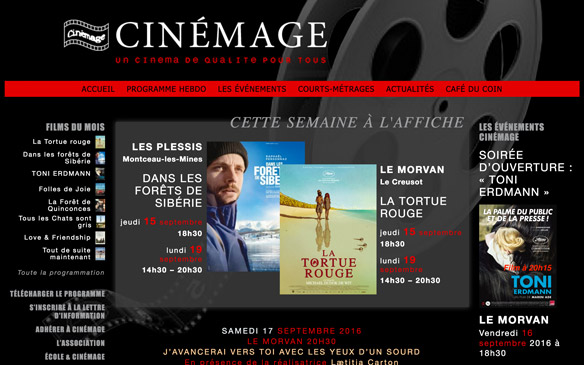 Cinémage
CINÉMAGE
UN CINEMA DE QUALITE POUR TOUS
ACCUEIL PROGRAMME HEBDO LES ÉVÉNEMENTS COURTS-MÉTRAGES ACTUALITÉS CAFÉ DU COIN
FILMS DU MOIS
La Tortue rouge
Dans les forêts de
Sibérie
TONI ERDMANN
Folles de Joie
La Forêt de
Quinconces
Tous les Chats sont
gris
Love & Friendship
Tout de suite
maintenant
Toute la programmation
TÉLÉCHARGER LE PROGRAMME
S'INSCRIRE À LA LETTRE
D'INFORMATION
ADHÉRER À CINÉMAGE
L'ASSOCIATION
ÉCOLE & CINÉMAGE
CETTE SEMAINE À L'AFFICHE
LES PLESSIS
Montceau-les-Mines
DANS LES
FORÊTS DE
SIBÉRIE
jeudi 15 septembre
18h30
lundi 19
septembre
14h30 – 20h30
DANS LES
FORÊTS
DE SIBÉ
LA
TORTUE
ROUGE
LE MORVAN
Le Creusot
LA TORTUE
ROUGE
jeudi 15 septembre
18h30
lundi 19
septembre
14h30 – 20h30
SAMEDI 17 SEPTEMBRE 2016
LE MORVAN 20H30
J'AVANCERAI VERS TOI AVEC LES YEUX D'UN SOURD
En présence de la réalisatrice Lætitia Carton
LES ÉVÉNEMENTS
CINÉMAGE
SOIRÉE
D'OUVERTURE :
« TONI
ERDMANN »
LA PALME DU PUBLIC
ET DE LA PRESSE !
Film à 20h15
TONI
ERDMANN
LE MORVAN
Vendredi 16
septembre 2016 à
18h30